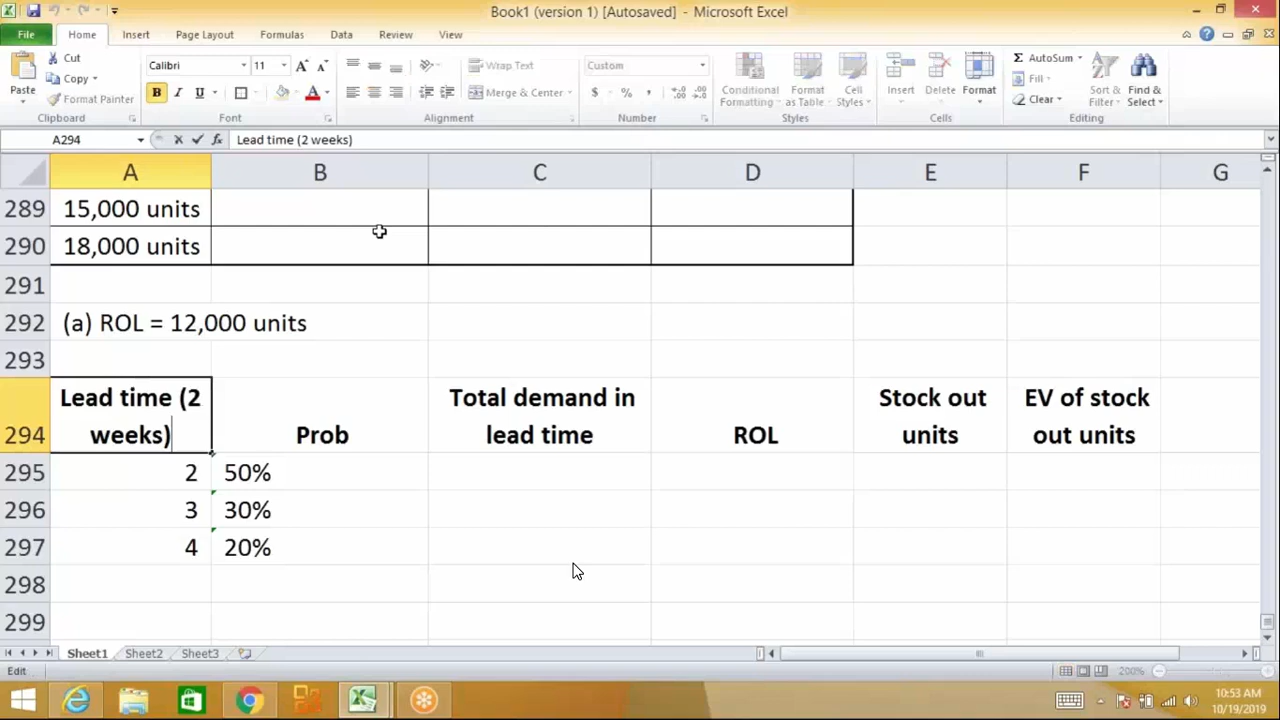 Book1 (version 1) [Autosaved] - Microsoft Excel
File Home Insert Page Layout Formulas Data Review View
Paste
Cut
Copy
Format Painter
Clipboard
Calibri 11 A A
B I U A
Font
Wrap Text
Merge & Center
Alignment
Custom
$ % ,
Number
Conditional Formatting
Format as Table
Cell Styles
Styles
Insert Delete Format
Cells
Σ AutoSum
Fill
Clear
Sort & Filter
Find & Select
Editing
A294 fx Lead time (2 weeks)
A B C D E F G
289 15,000 units
290 18,000 units
291
292 (a) ROL = 12,000 units
293
Lead time (2 Total demand in Stock out EV of stock
294 weeks) Prob lead time ROL units out units
295 2 50%
296 3 30%
297 4 20%
298
299
Sheet1 Sheet2 Sheet3
Edit 200%
10:53 AM
10/19/2019